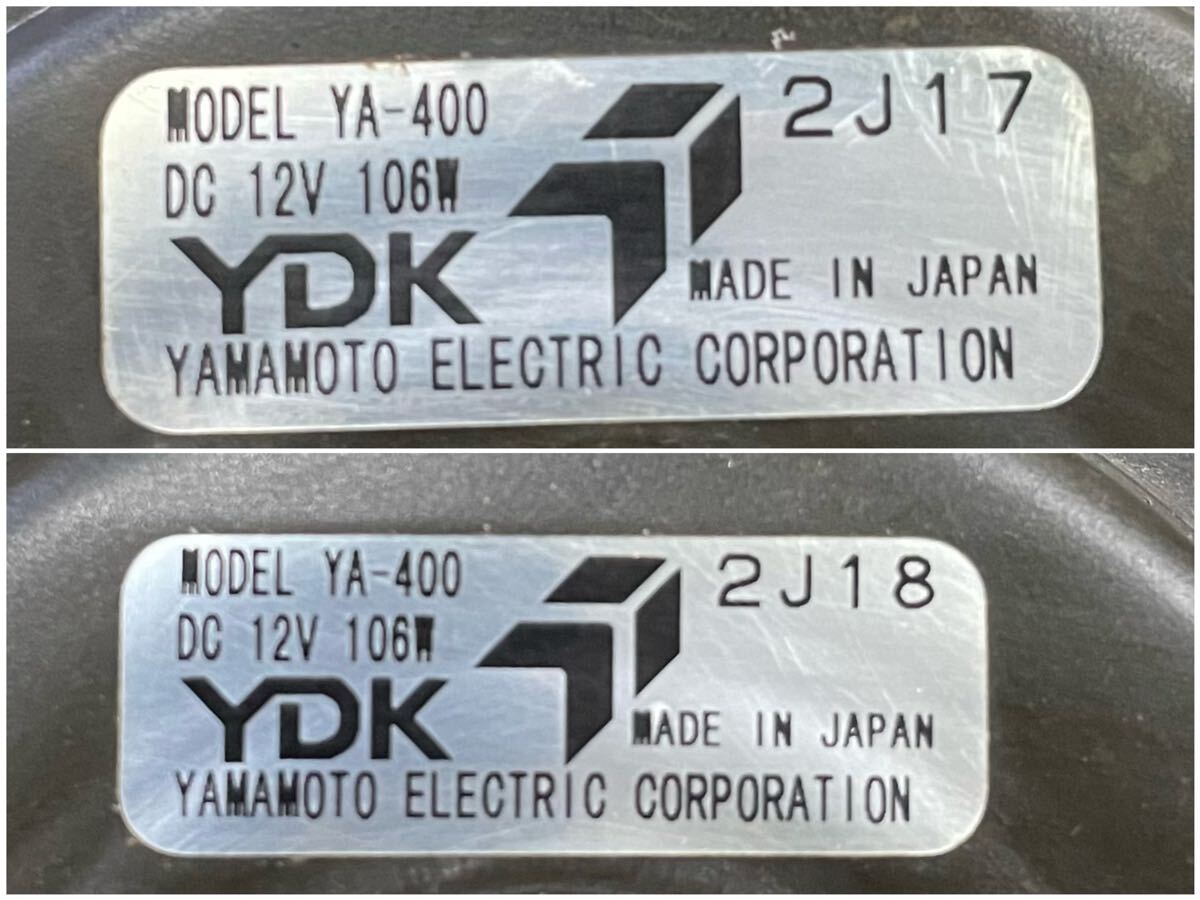 MODEL YA-400 2J17
DC 12V 106W
YDK MADE IN JAPAN
YAMAMOTO ELECTRIC CORPORATION
MODEL YA-400 2J18
DC 12V 106W
YDK MADE IN JAPAN
YAMAMOTO ELECTRIC CORPORATION